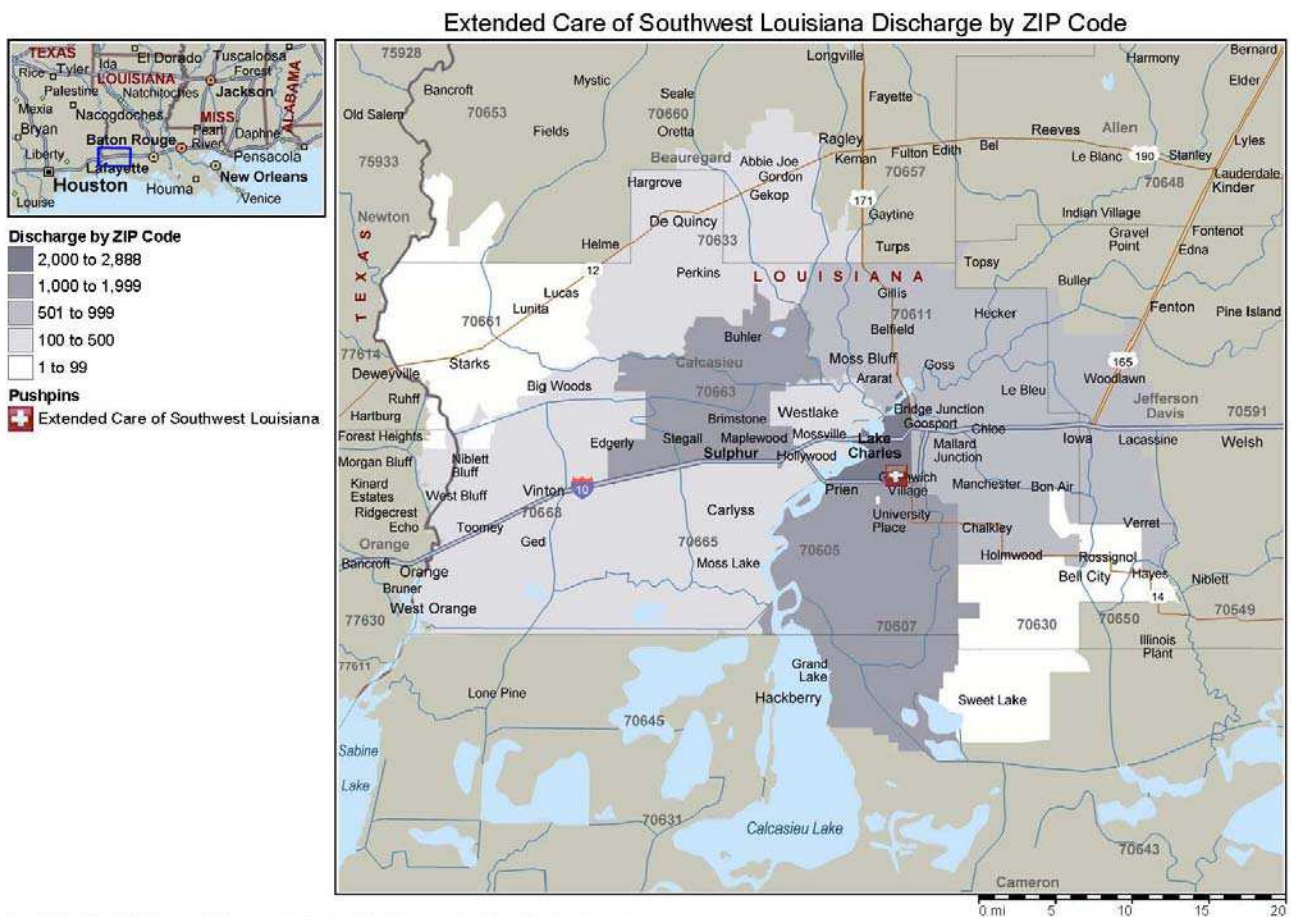 Extended Care of Southwest Louisiana Discharge by ZIP Code
TEXAS
Ida
El Dorado
Tuscaloosa
Rice
Tyler
LOUISIANA
Forest
Palestine
Natchitoches
Jackson
ALABAMA
Mexia
Nacogdoches
MISS
Bryan
Baton Rouge
Pearl
River
Daphne
Liberty
Lafayette
Pensacola
Houston
Houma
New Orleans
Louise
Venice
Discharge by ZIP Code
2,000 to 2,888
1,000 to 1,999
501 to 999
100 to 500
1 to 99
Pushpins
Extended Care of Southwest Louisiana
75928
Longville
Bernard
Harmony
Mystic
Elder
Bancroft
Seale
Fayette
Old Salem
70653
70660
Fields
Oretta
Ragley
Reeves
Allen
Lyles
75933
Beauregard
Abbie Joe
Kernan
Fulton
Edith
Bel
Le Blanc
190
Stanley
Gordon
70657
Hargrove
Gekop
70648
Lauderdale
Kinder
171
Newton
De Quincy
Gaytine
Indian Village
Gravel
Point
Fontenot
Helme
70633
Turps
Edna
TEXAS
12
Perkins
LOUISIANA
Topsy
Buller
Lucas
Gillis
Lunita
70611
Hecker
Fenton
Pine Island
70661
Belfield
Buhler
77614
Starks
Calcasieu
Moss Bluff
Goss
165
Deweyville
Ararat
Woodlawn
Big Woods
70663
Le Bleu
Jefferson
Davis
Ruhff
Hartburg
Westlake
Bridge Junction
70591
Brimstone
Goosport
Forest Heights
Edgerly
Stegall
Maplewood
Mossville
Lake
Charles
Chloe
Iowa
Lacassine
Welsh
Sulphur
Hollywood
Mallard
Junction
Morgan Bluff
Niblett
Bluff
Kinard
Estates
Vinton
10
Prien
Village
Manchester
Bon Air
West Bluff
Ridgecrest
70668
Carlyss
University
Place
Echo
Toomey
Chalkley
Verret
Orange
Ged
70665
70605
Bancroft
Orange
Moss Lake
Holmwood
Rossignol
Bruner
Bell City
Hayes
Niblett
West Orange
14
77630
70607
70630
70650
70549
Illinois
Plant
77611
Grand
Lake
Lone Pine
Hackberry
Sweet Lake
70645
Sabine
Lake
70631
Calcasieu Lake
70643
Cameron
0 mi
5
10
15
20